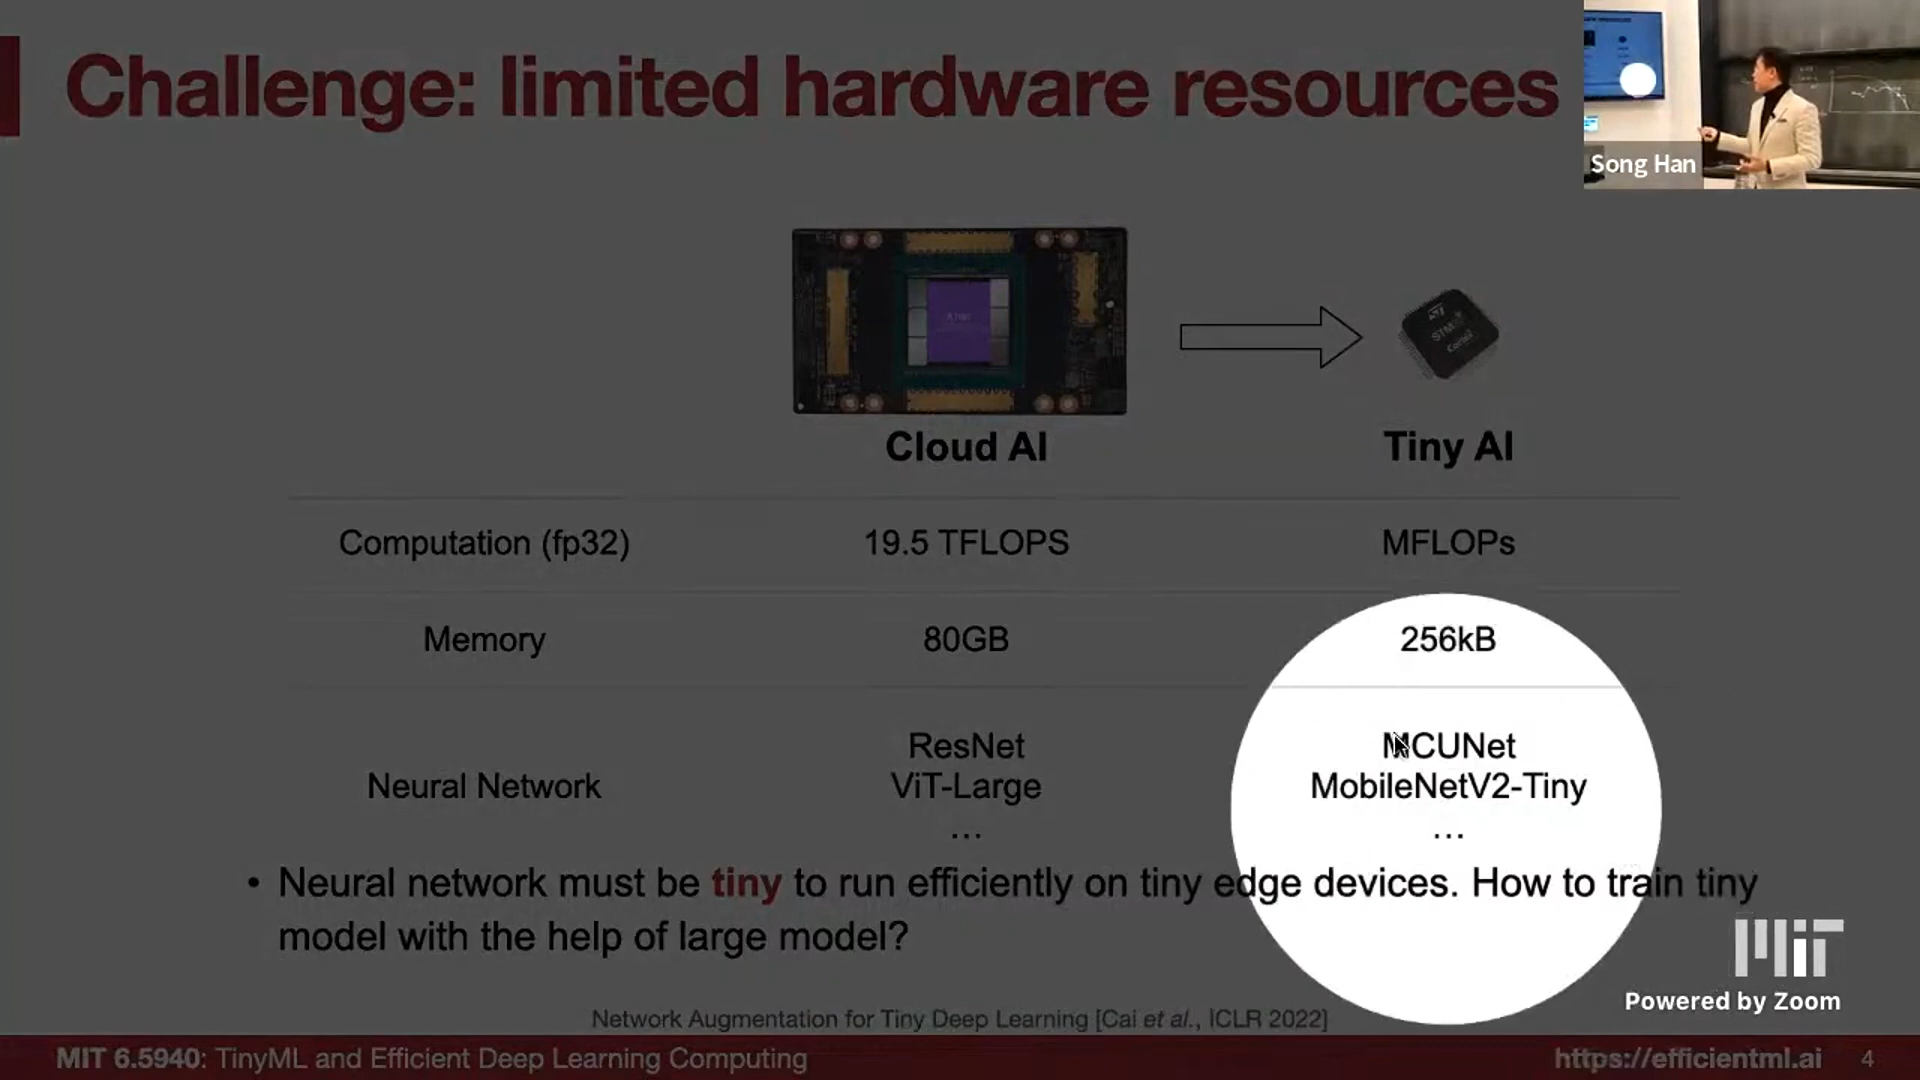 Challenge: limited hardware resources
Song Han
Cloud AI
Tiny AI
Computation (fp32)
19.5 TFLOPS
MFLOPs
Memory
80GB
256kB
Neural Network
ResNet
ViT-Large
...
MCUNet
MobileNetV2-Tiny
...
• Neural network must be tiny to run efficiently on tiny edge devices. How to train tiny
model with the help of large model?
MIT
Powered by Zoom
Network Augmentation for Tiny Deep Learning [Cai et al., ICLR 2022]
MIT 6.5940: TinyML and Efficient Deep Learning Computing
https://efficientml.ai
4